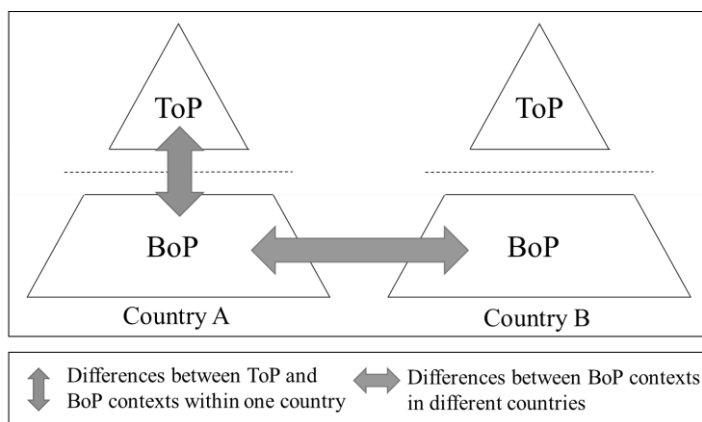 ToP
ToP
BoP
BoP
Country A
Country B
Differences between ToP and
BoP contexts within one country
Differences between BoP contexts
in different countries